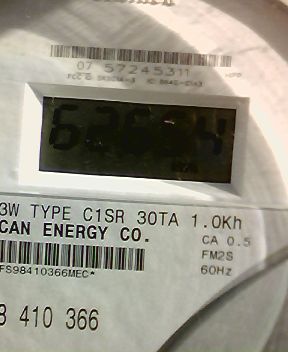 07 57245311
3W TYPE C1SR 30TA 1.0Kh
CAN ENERGY CO.
CA 0.5
FM2S
60Hz
FS98410366MEC*
8 410 366